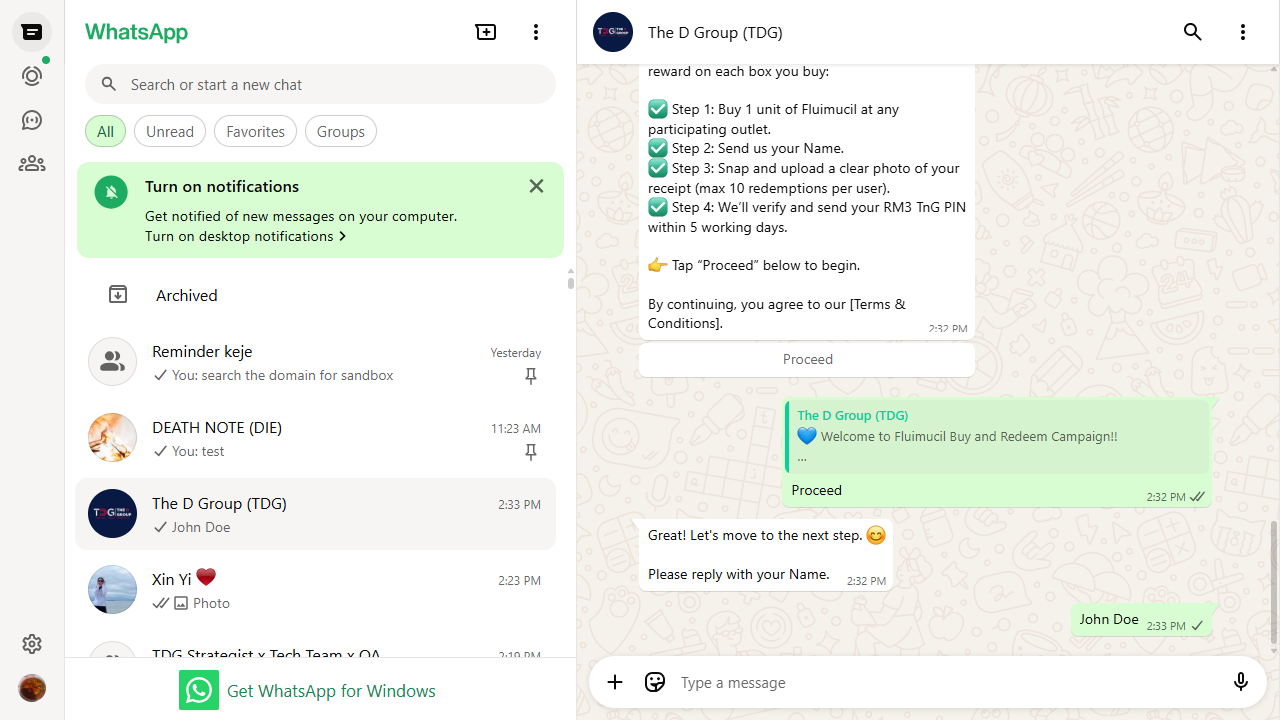 WhatsApp
Search or start a new chat
All
Unread
Favorites
Groups
Turn on notifications
Get notified of new messages on your computer.
Turn on desktop notifications
Archived
Reminder keje
Yesterday
You: search the domain for sandbox
DEATH NOTE (DIE)
11:23 AM
You: test
The D Group (TDG)
2:33 PM
John Doe
Xin Yi
2:23 PM
Photo
TDG Strategist x Tech Team x QA
2:19 PM
Get WhatsApp for Windows
The D Group (TDG)
reward on each box you buy:
✅ Step 1: Buy 1 unit of Fluimucil at any
participating outlet.
✅ Step 2: Send us your Name.
✅ Step 3: Snap and upload a clear photo of your
receipt (max 10 redemptions per user).
✅ Step 4: We’ll verify and send your RM3 TnG PIN
within 5 working days.
👉 Tap “Proceed” below to begin.
By continuing, you agree to our [Terms &
Conditions].
2:32 PM
Proceed
The D Group (TDG)
💙 Welcome to Fluimucil Buy and Redeem Campaign!!
...
Proceed
2:32 PM
Great! Let's move to the next step. 😊
Please reply with your Name.
2:32 PM
John Doe
2:33 PM
Type a message